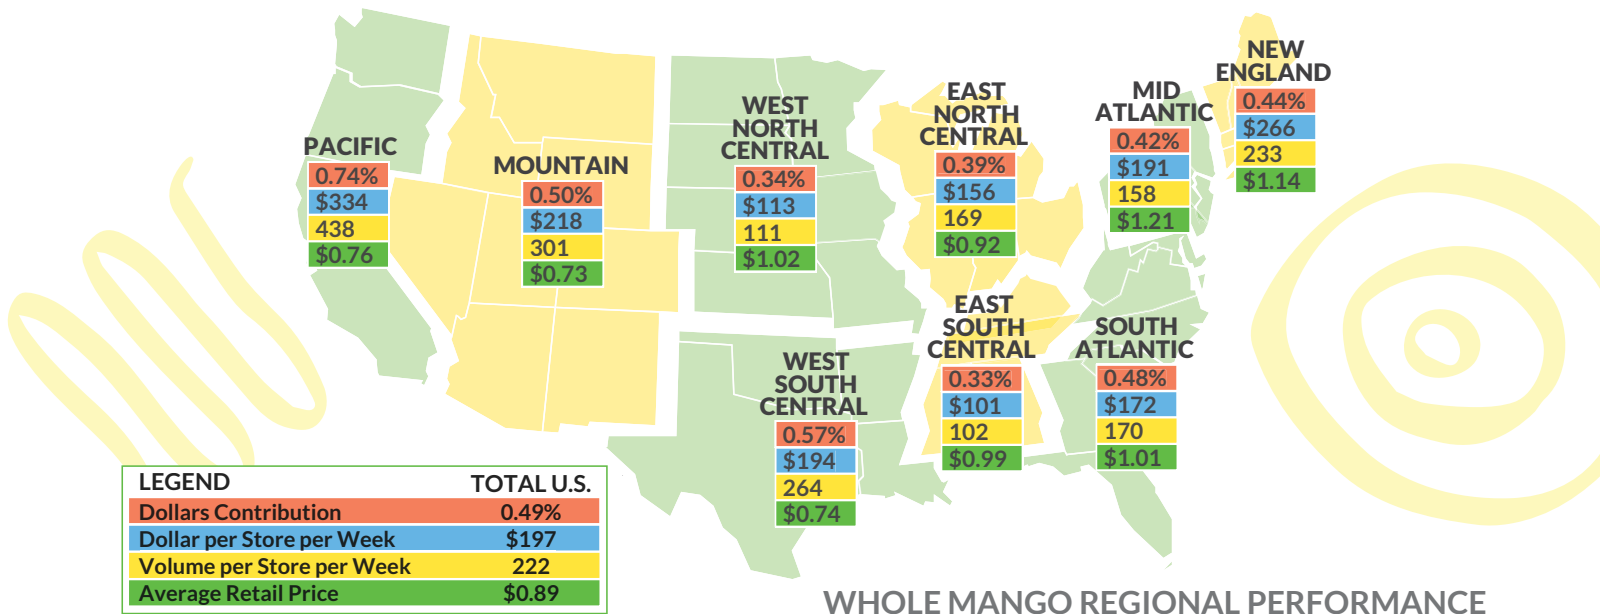 PACIFIC
0.74%
$334
438
$0.76
MOUNTAIN
0.50%
$218
301
$0.73
WEST
NORTH
CENTRAL
0.34%
$113
111
$1.02
EAST
NORTH
CENTRAL
0.39%
$156
169
$0.92
MID
ATLANTIC
0.42%
$191
158
$1.21
NEW
ENGLAND
0.44%
$266
233
$1.14
WEST
SOUTH
CENTRAL
0.57%
$194
264
$0.74
EAST
SOUTH
CENTRAL
0.33%
$101
102
$0.99
SOUTH
ATLANTIC
0.48%
$172
170
$1.01
LEGEND TOTAL U.S.
Dollars Contribution 0.49%
Dollar per Store per Week $197
Volume per Store per Week 222
Average Retail Price $0.89
WHOLE MANGO REGIONAL PERFORMANCE